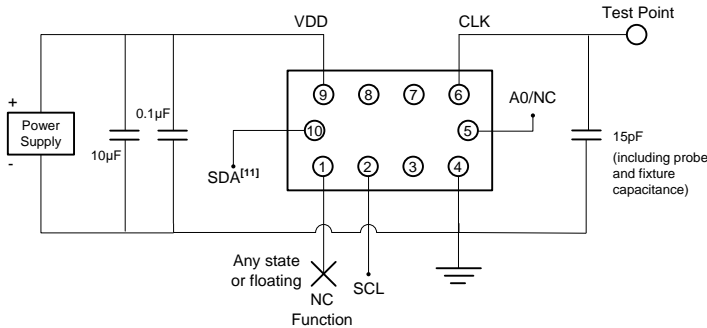 VDD
CLK
Test Point
+
Power
Supply
-
10µF
0.1µF
9
8
7
6
10
5
1
2
3
4
A0/NC
SDA[11]
15pF
(including probe
and fixture
capacitance)
Any state
or floating
NC
Function
SCL